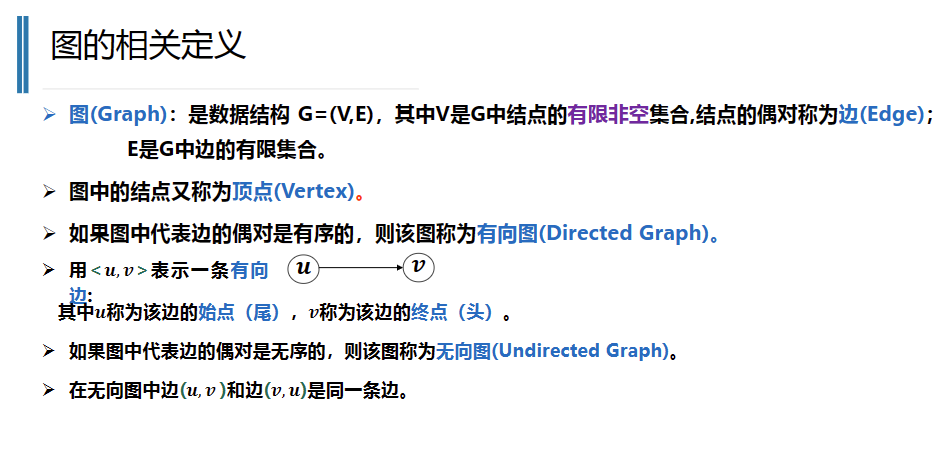 图的相关定义
图(Graph)：是数据结构 G=(V,E)，其中V是G中结点的有限非空集合,结点的偶对称为边(Edge)；
E是G中边的有限集合。
图中的结点又称为顶点(Vertex)。
如果图中代表边的偶对是有序的，则该图称为有向图(Directed Graph)。
用<u,v>表示一条有向
边:
u v
其中u称为该边的始点（尾），v称为该边的终点（头）。
如果图中代表边的偶对是无序的，则该图称为无向图(Undirected Graph)。
在无向图中边(u,v)和边(v,u)是同一条边。